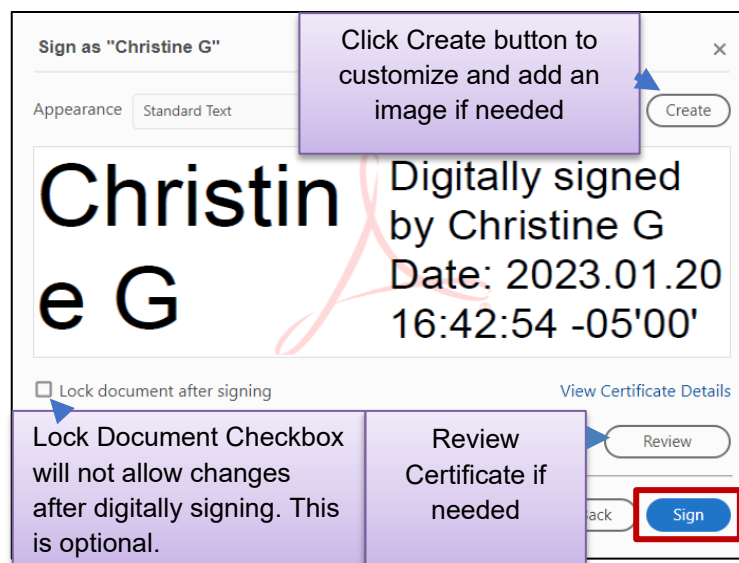 Sign as "Christine G"
Click Create button to
customize and add an
image if needed
×
Appearance
Standard Text
Create
Christin
e G
Digitally signed
by Christine G
Date: 2023.01.20
16:42:54 -05'00'
Lock document after signing
View Certificate Details
Lock Document Checkbox
will not allow changes
after digitally signing. This
is optional.
Review
Certificate if
needed
Review
ack
Sign